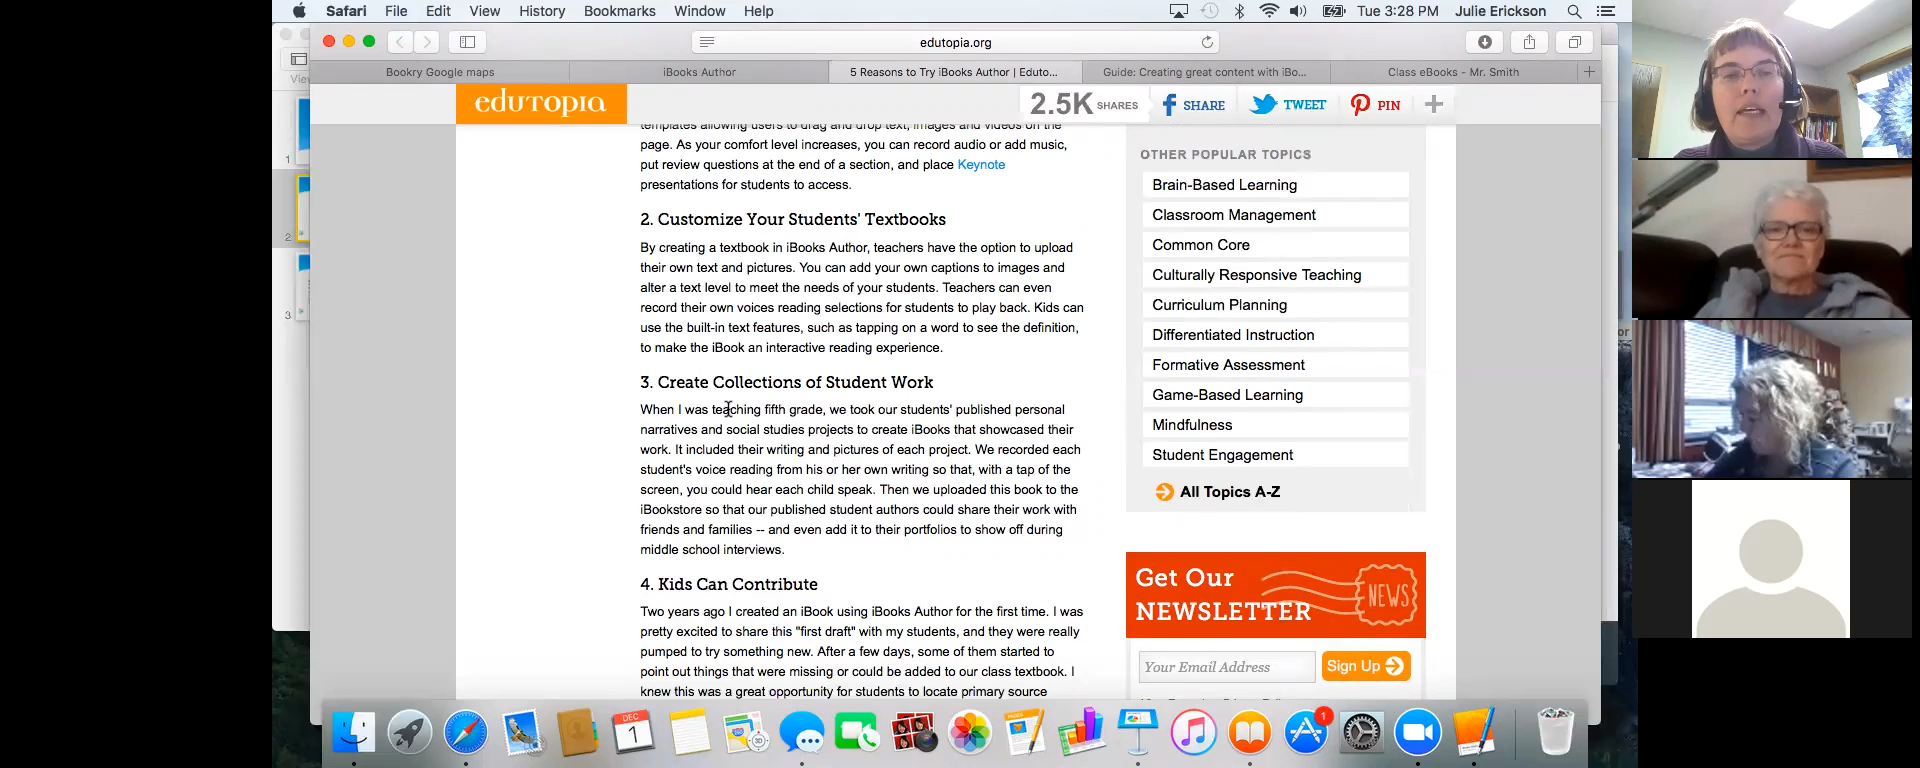 Safari File Edit View History Bookmarks Window Help
Tue 3:28 PM Julie Erickson
edutopia.org
Bookry Google maps
iBooks Author
5 Reasons to Try iBooks Author | Eduto...
Guide: Creating great content with iBo...
Class eBooks - Mr. Smith
edutopia
2.5K SHARES
SHARE
TWEET
PIN
templates allowing users to drag and drop text, images and videos on the
page. As your comfort level increases, you can record audio or add music,
put review questions at the end of a section, and place Keynote
presentations for students to access.
2. Customize Your Students' Textbooks
By creating a textbook in iBooks Author, teachers have the option to upload
their own text and pictures. You can add your own captions to images and
alter a text level to meet the needs of your students. Teachers can even
record their own voices reading selections for students to play back. Kids can
use the built-in text features, such as tapping on a word to see the definition,
to make the iBook an interactive reading experience.
3. Create Collections of Student Work
When I was teaching fifth grade, we took our students' published personal
narratives and social studies projects to create iBooks that showcased their
work. It included their writing and pictures of each project. We recorded each
student's voice reading from his or her own writing so that, with a tap of the
screen, you could hear each child speak. Then we uploaded this book to the
iBookstore so that our published student authors could share their work with
friends and families -- and even add it to their portfolios to show off during
middle school interviews.
4. Kids Can Contribute
Two years ago I created an iBook using iBooks Author for the first time. I was
pretty excited to share this "first draft" with my students, and they were really
pumped to try something new. After a few days, some of them started to
point out things that were missing or could be added to our class textbook. I
knew this was a great opportunity for students to locate primary source
OTHER POPULAR TOPICS
Brain-Based Learning
Classroom Management
Common Core
Culturally Responsive Teaching
Curriculum Planning
Differentiated Instruction
Formative Assessment
Game-Based Learning
Mindfulness
Student Engagement
All Topics A-Z
Get Our
NEWSLETTER
NEWS
Your Email Address
Sign Up
View
1
2
3
DEC
1
1